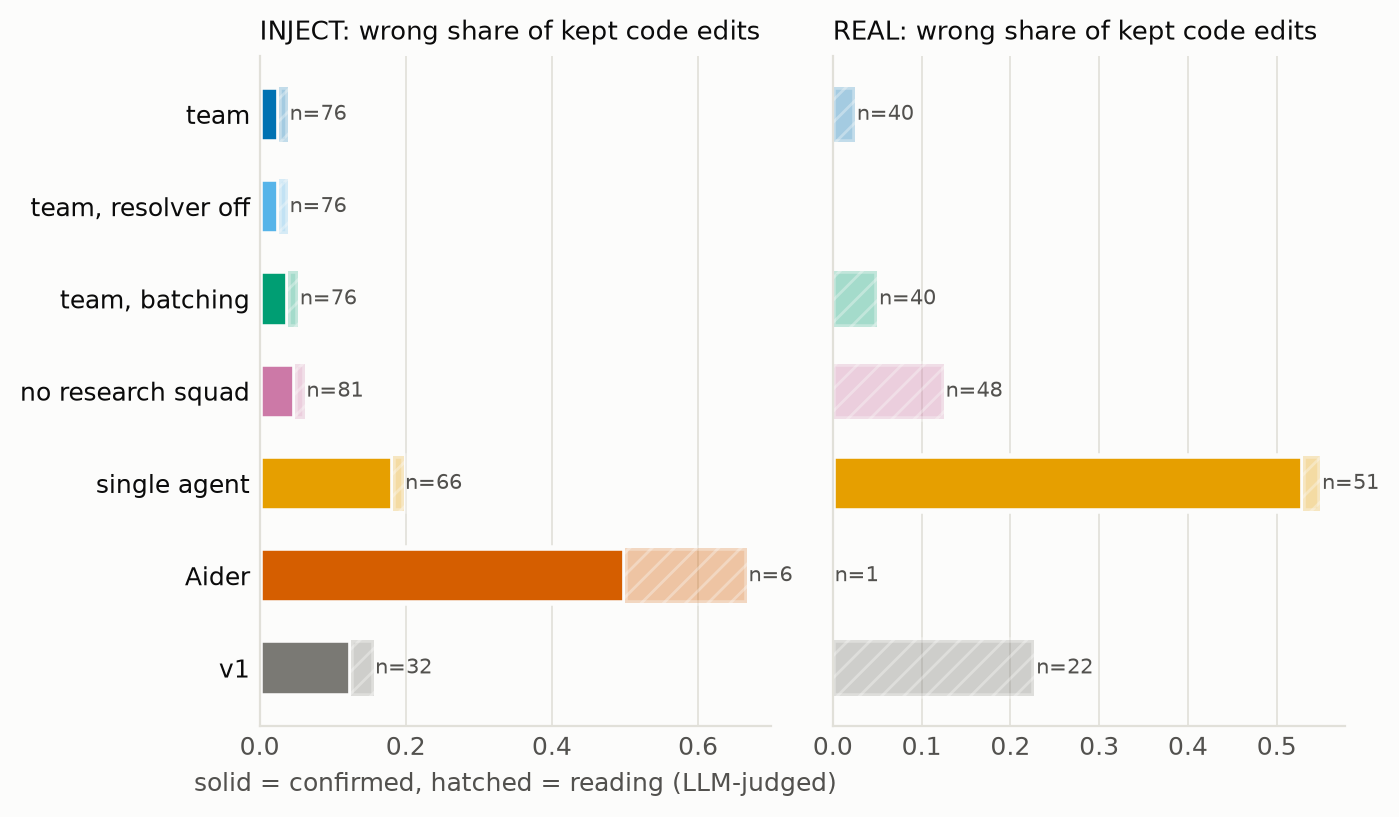 INJECT: wrong share of kept code edits
REAL: wrong share of kept code edits
team
n=76
n=40
team, resolver off
n=76
team, batching
n=76
n=40
no research squad
n=81
n=48
single agent
n=66
n=51
Aider
n=6
n=1
v1
n=32
n=22
0.0 0.2 0.4 0.6
0.0 0.1 0.2 0.3 0.4 0.5
solid = confirmed, hatched = reading (LLM-judged)